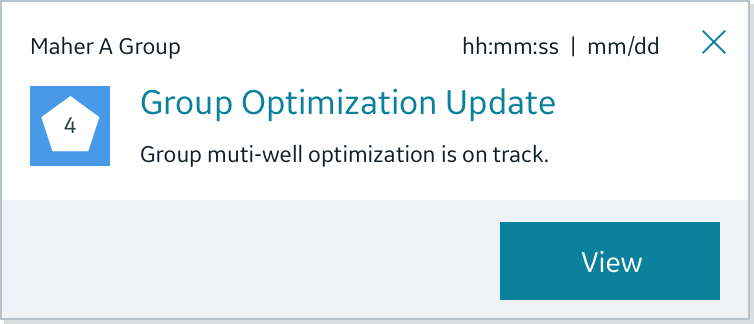 Maher A Group
hh:mm:ss | mm/dd
4
Group Optimization Update
Group muti-well optimization is on track.
View